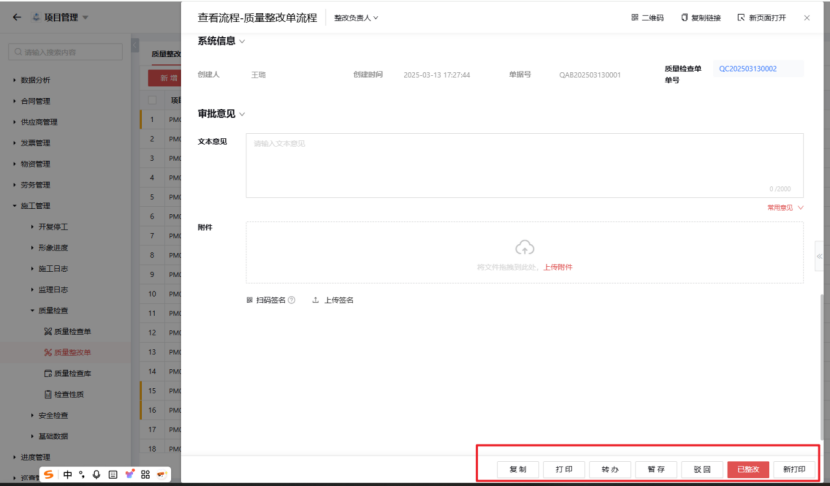 项目管理
请输入搜索内容
数据分析
合同管理
供应商管理
发票管理
物资管理
劳务管理
施工管理
开复停工
形象进度
施工日志
监理日志
质量检查
质量检查单
质量整改单
质量检查库
检查性质
安全检查
基础数据
进度管理
中
质量整改
新 增
1 PM
2 PM
3 PM
4 PM
5 PM
6 PM
7 PM
8 PM
9 PM
10 PM
11 PM
12 PM
13 PM
14 PM
15 PM
16 PM
17 PM
18 PM
查看流程-质量整改单流程 整改负责人 二维码 复制链接 新页面打开
系统信息
创建人 创建时间 2025-03-13 17:27:44 单据号 QAB202503130001 质量检查单单号 QC202503130002
审批意见
文本意见 请输入文本意见
0 /2000
常用意见
附件
将文件拖拽到此处, 上传附件
扫码签名 上传签名
复 制 打 印 转 办 暂 存 驳 回 已整改 新打印